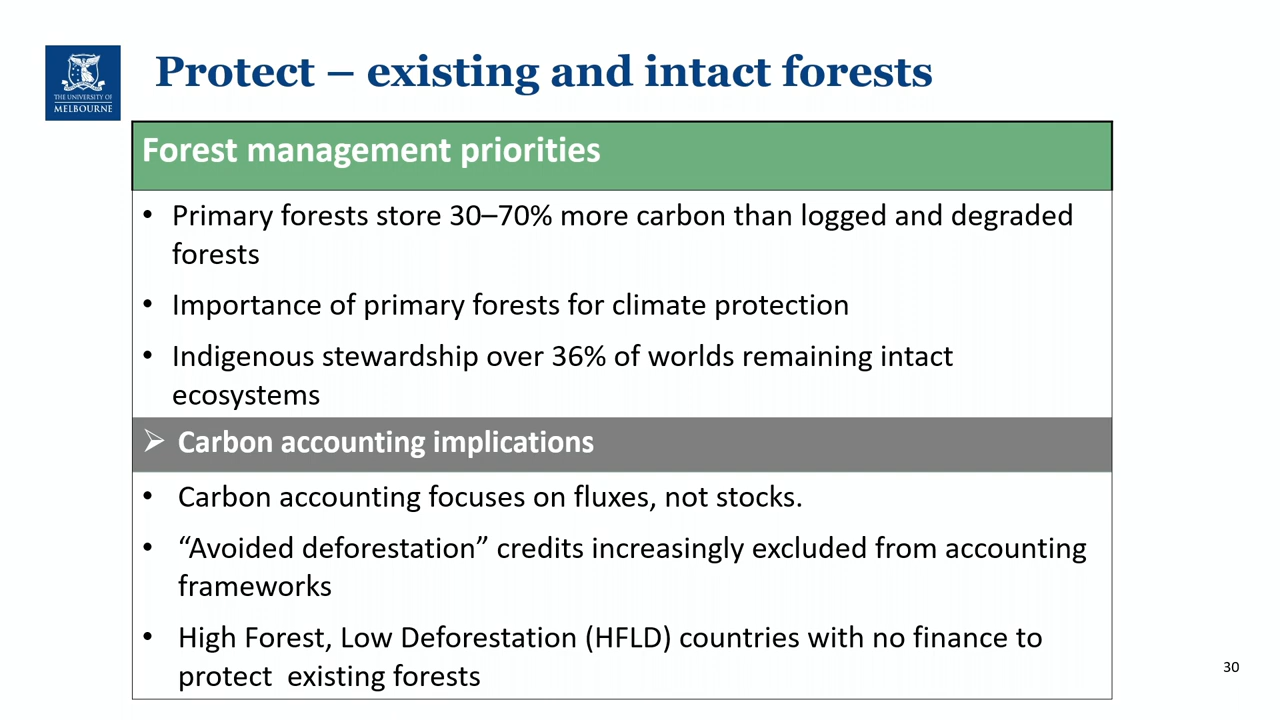 THE UNIVERSITY OF
MELBOURNE
Protect – existing and intact forests
Forest management priorities
• Primary forests store 30–70% more carbon than logged and degraded
forests
• Importance of primary forests for climate protection
• Indigenous stewardship over 36% of worlds remaining intact
ecosystems
➢ Carbon accounting implications
• Carbon accounting focuses on fluxes, not stocks.
• “Avoided deforestation” credits increasingly excluded from accounting
frameworks
• High Forest, Low Deforestation (HFLD) countries with no finance to
protect  existing forests
30